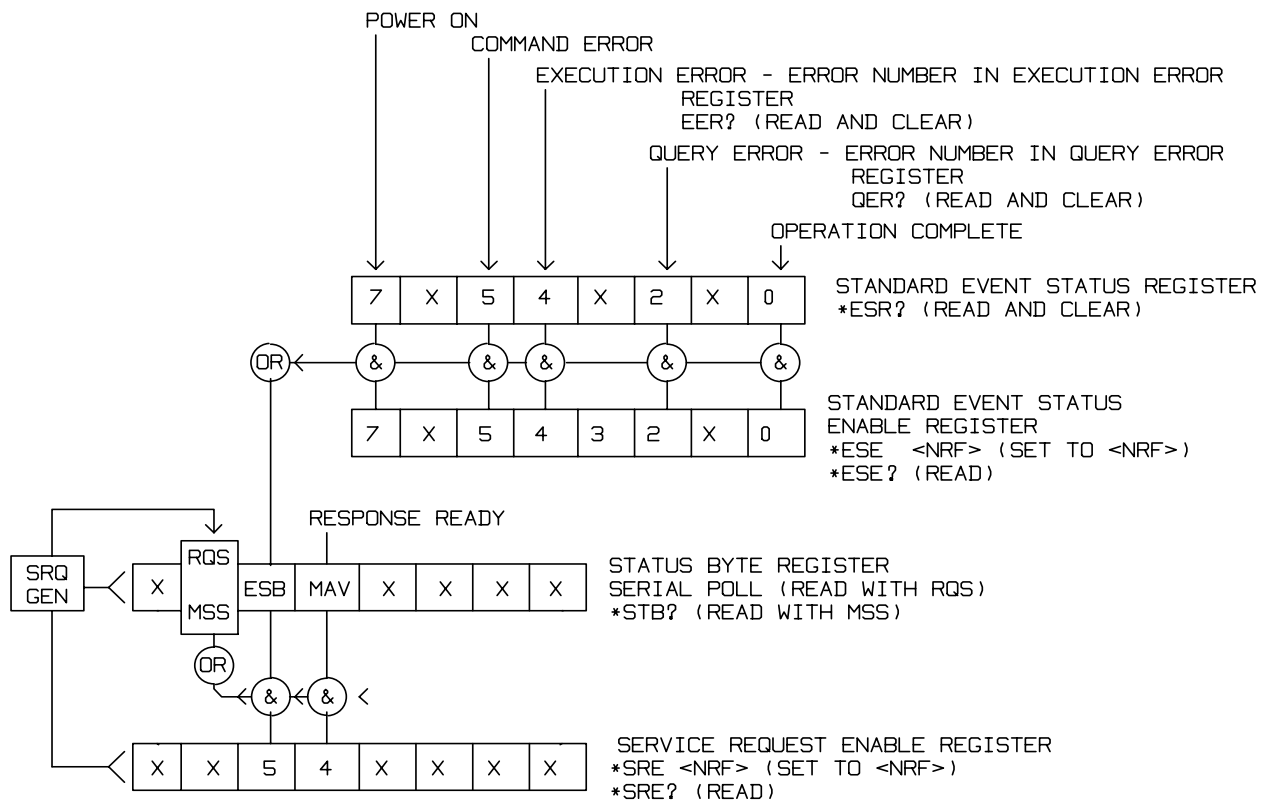 POWER ON
COMMAND ERROR
EXECUTION ERROR - ERROR NUMBER IN EXECUTION ERROR
REGISTER
EER? (READ AND CLEAR)
QUERY ERROR - ERROR NUMBER IN QUERY ERROR
REGISTER
QER? (READ AND CLEAR)
OPERATION COMPLETE
7 X 5 4 X 2 X 0
STANDARD EVENT STATUS REGISTER
*ESR? (READ AND CLEAR)
OR & & & & &
7 X 5 4 3 2 X 0
STANDARD EVENT STATUS
ENABLE REGISTER
*ESE <NRF> (SET TO <NRF>)
*ESE? (READ)
RESPONSE READY
SRQ
GEN
X RQS ESB MAV X X X X
MSS
STATUS BYTE REGISTER
SERIAL POLL (READ WITH RQS)
*STB? (READ WITH MSS)
OR
& &
X X 5 4 X X X X
SERVICE REQUEST ENABLE REGISTER
*SRE <NRF> (SET TO <NRF>)
*SRE? (READ)